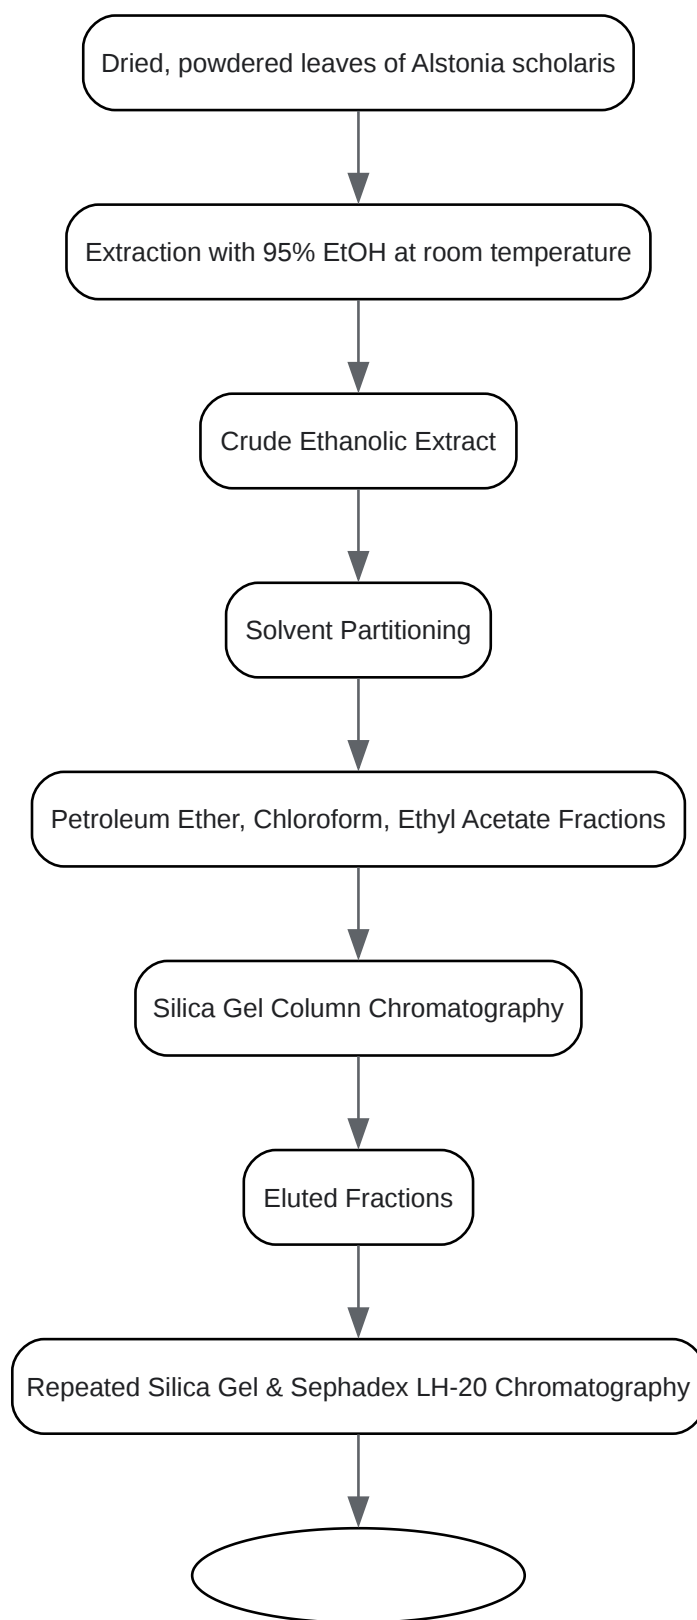 Dried, powdered leaves of Alstonia scholaris
Extraction with 95% EtOH at room temperature
Crude Ethanolic Extract
Solvent Partitioning
Petroleum Ether, Chloroform, Ethyl Acetate Fractions
Silica Gel Column Chromatography
Eluted Fractions
Repeated Silica Gel & Sephadex LH-20 Chromatography